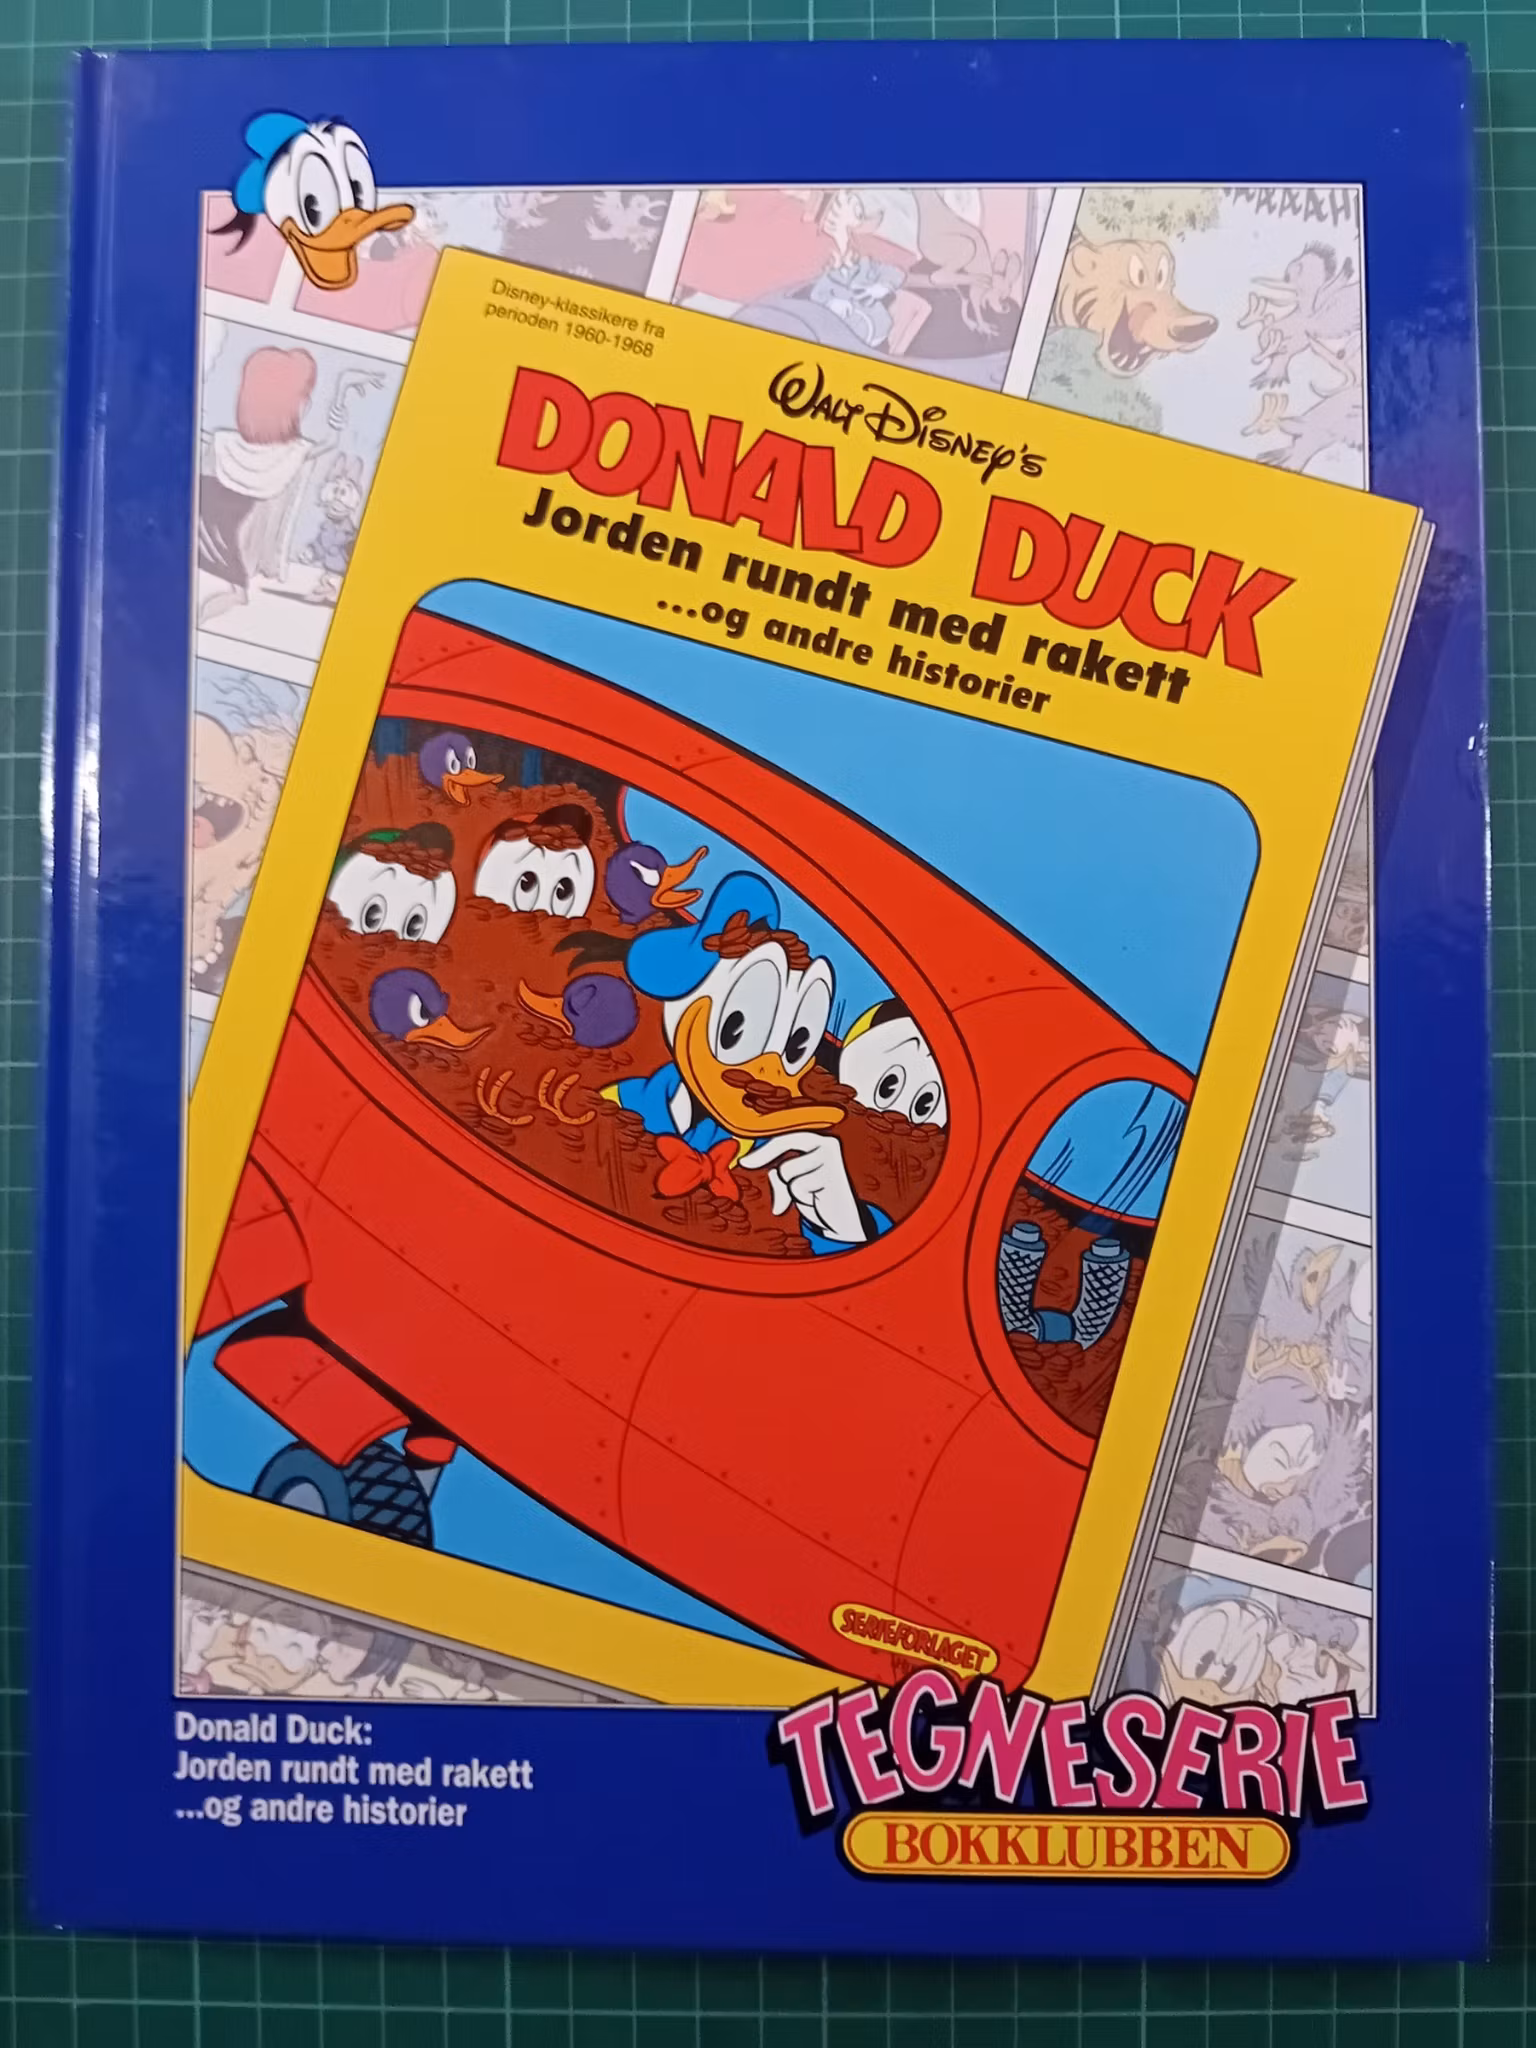 AAAAAH!
Disney-klassikere fra
perioden 1960-1968
WALT DISNEY'S
DONALD DUCK
Jorden rundt med rakett
...og andre historier
SERIEFORLAGET
TEGNESERIE
BOKKLUBBEN
Donald Duck:
Jorden rundt med rakett
...og andre historier